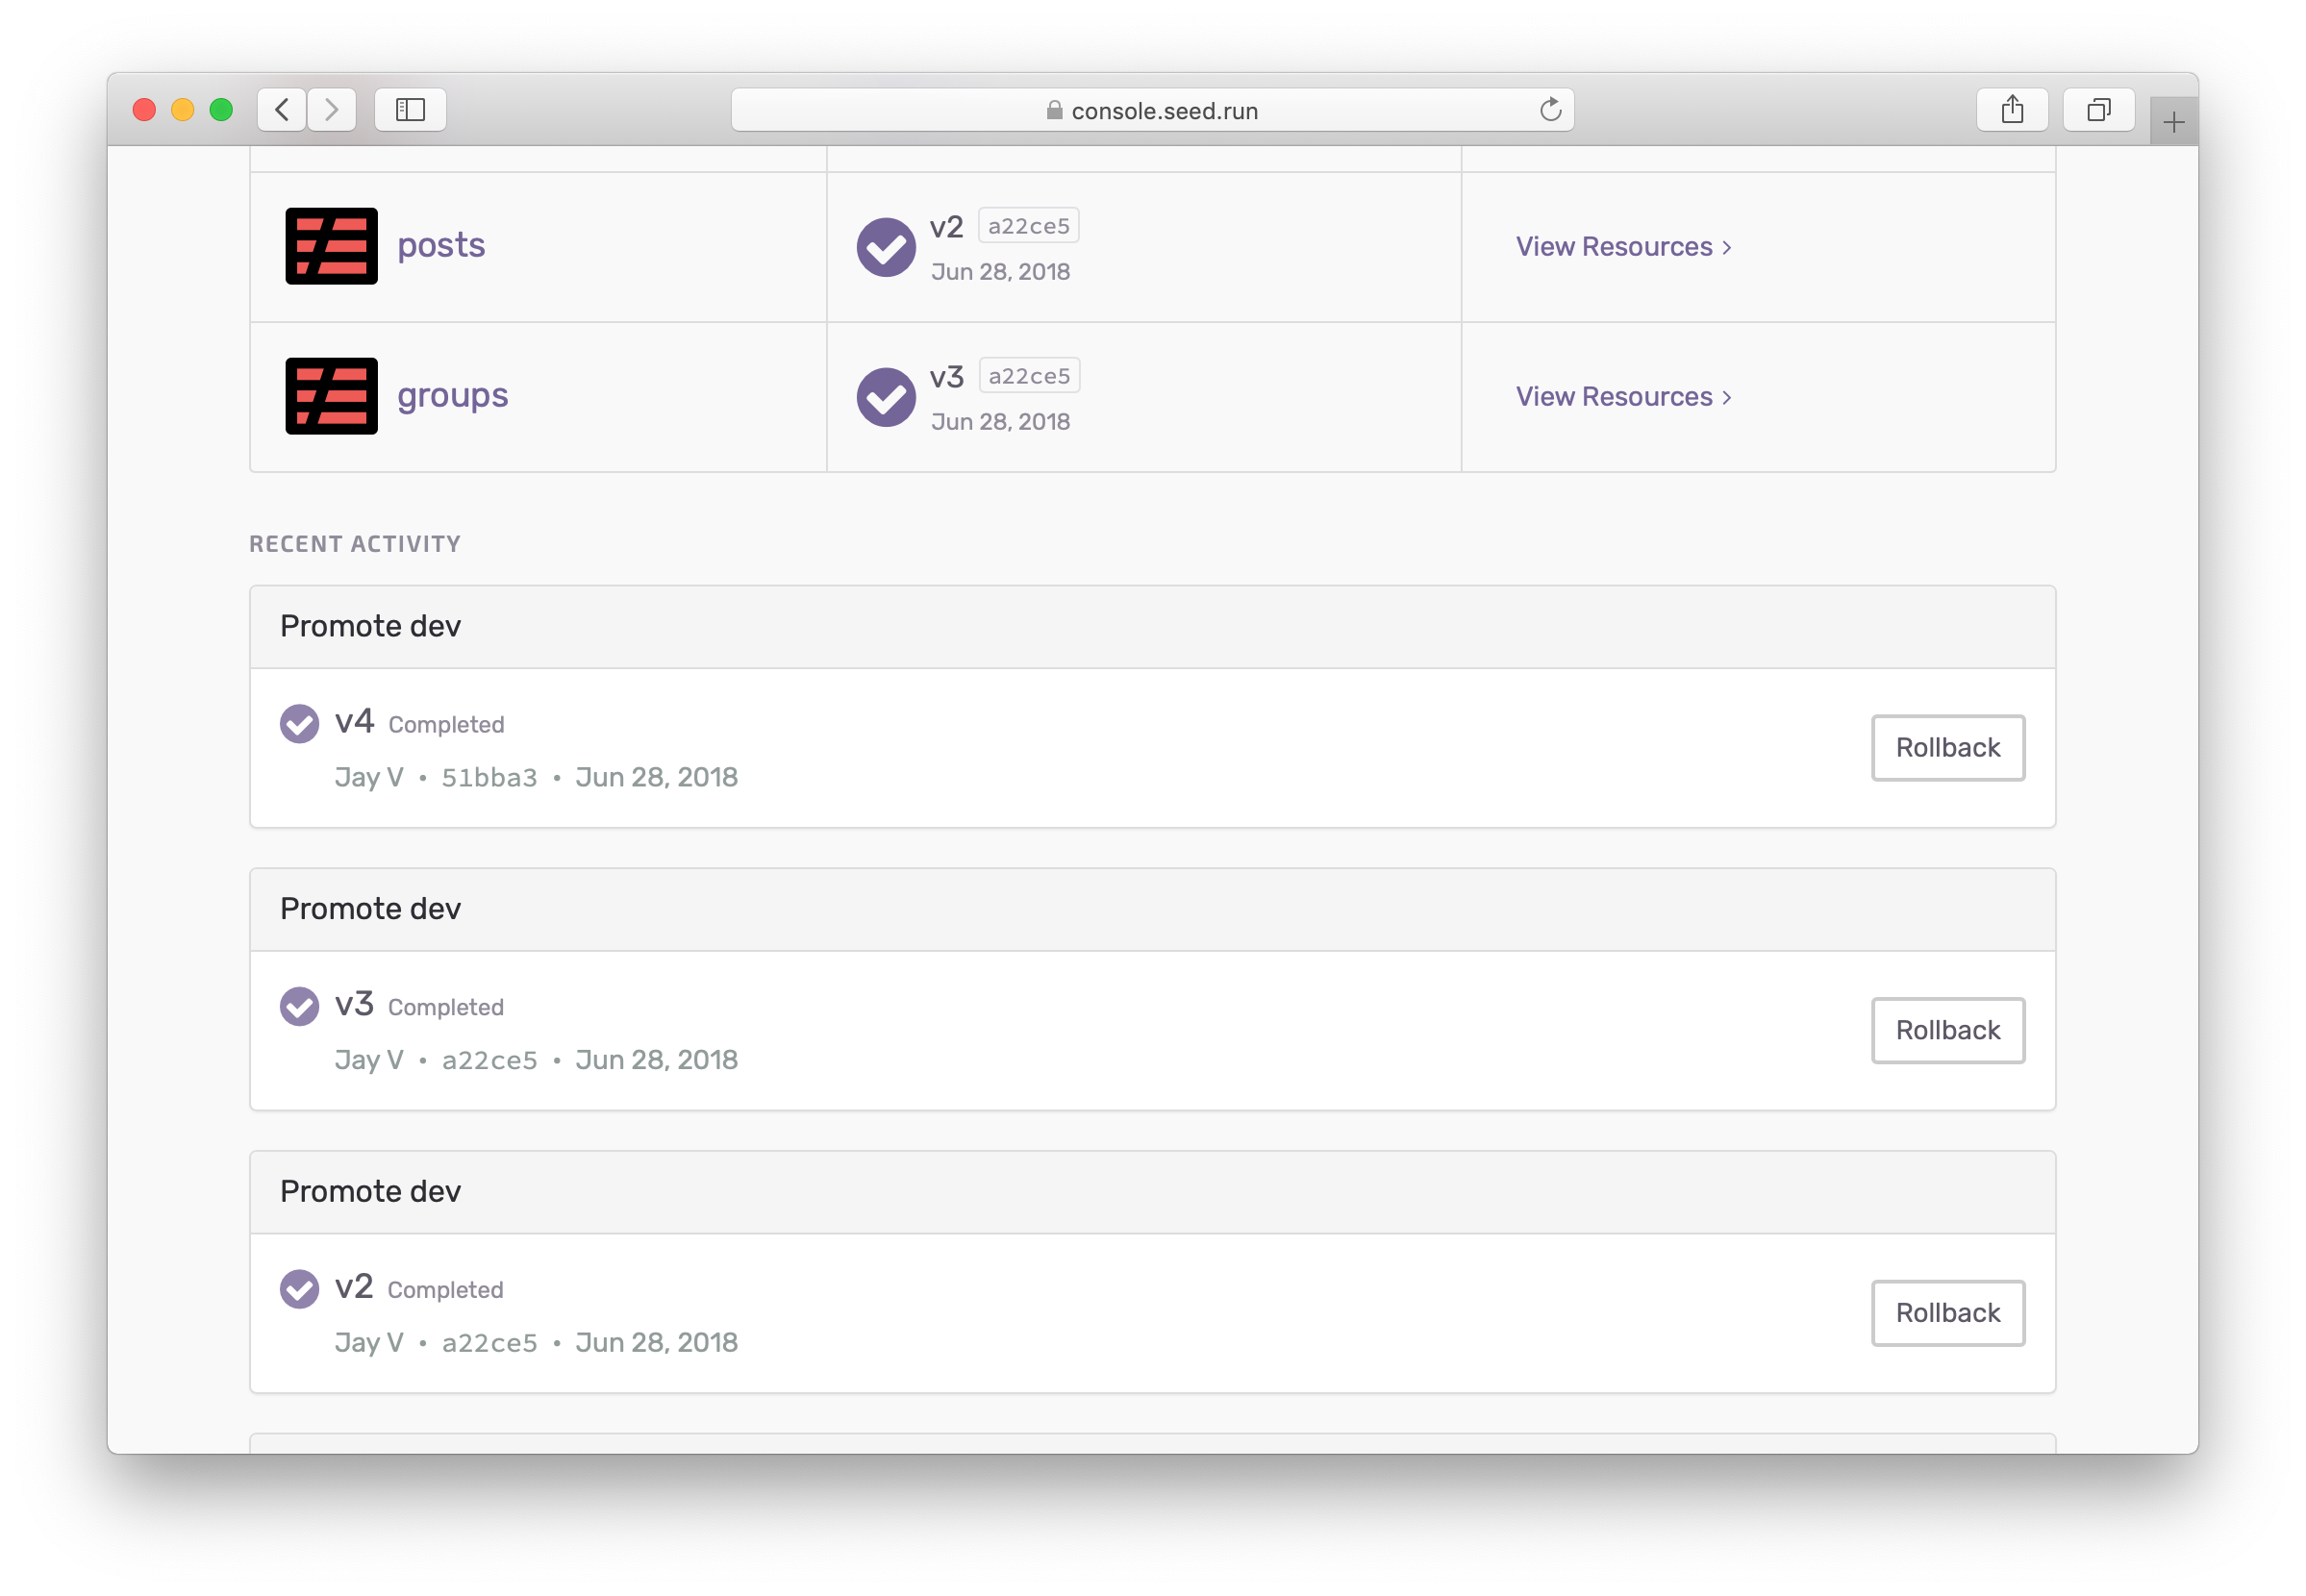 console.seed.run
posts
v2 a22ce5
Jun 28, 2018
View Resources >
groups
v3 a22ce5
Jun 28, 2018
View Resources >
RECENT ACTIVITY
Promote dev
v4 Completed
Jay V • 51bba3 • Jun 28, 2018
Rollback
Promote dev
v3 Completed
Jay V • a22ce5 • Jun 28, 2018
Rollback
Promote dev
v2 Completed
Jay V • a22ce5 • Jun 28, 2018
Rollback